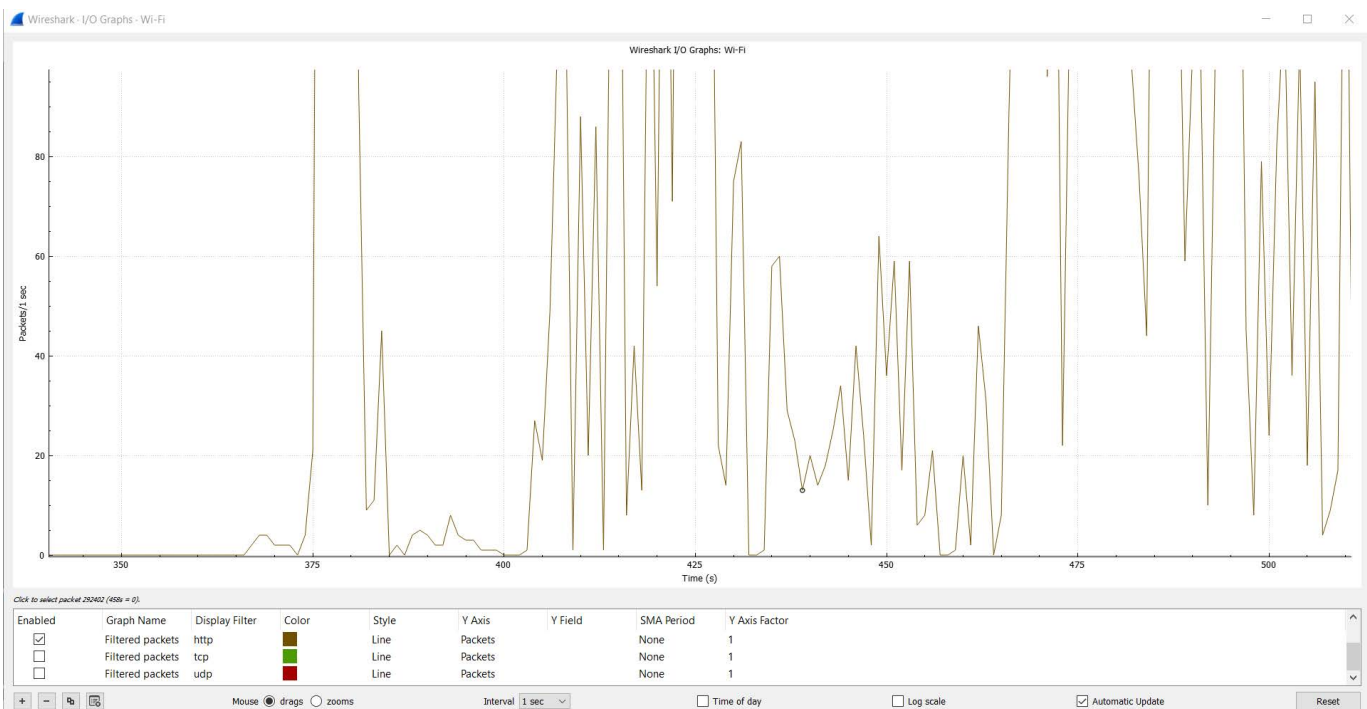 Wireshark · I/O Graphs · Wi-Fi
Wireshark I/O Graphs: Wi-Fi
Packets/1 sec
80
60
40
20
0
350 375 400 425 450 475 500
Time (s)
Click to select packet 292402 (458s = 0).
Enabled Graph Name Display Filter Color Style Y Axis Y Field SMA Period Y Axis Factor
Filtered packets http Line Packets None 1
Filtered packets tcp Line Packets None 1
Filtered packets udp Line Packets None 1
Mouse drags zooms Interval 1 sec Time of day Log scale Automatic Update Reset